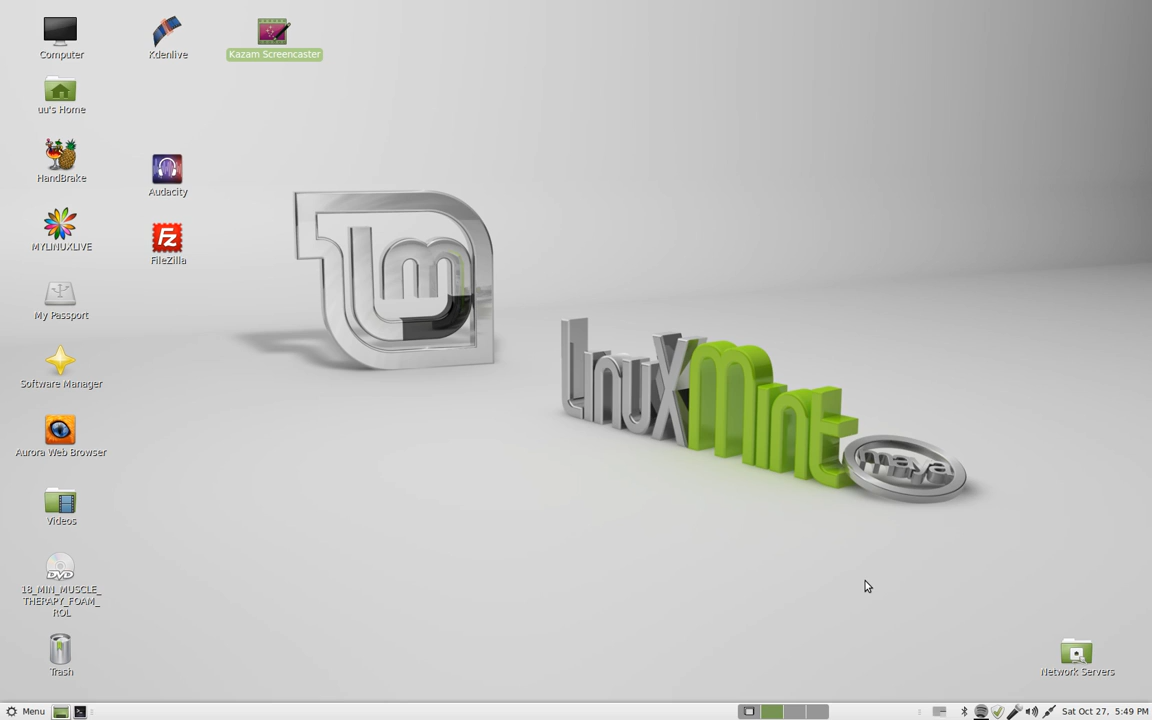 Computer
Kdenlive
Kazam Screencaster
uu's Home
HandBrake
Audacity
MYLINUXLIVE
FileZilla
My Passport
Software Manager
Aurora Web Browser
Videos
18_MIN_MUSCLE_
THERAPY_FOAM_
ROL
Trash
lm
LinuxMint
maya
Network Servers
Menu
Sat Oct 27, 5:49 PM